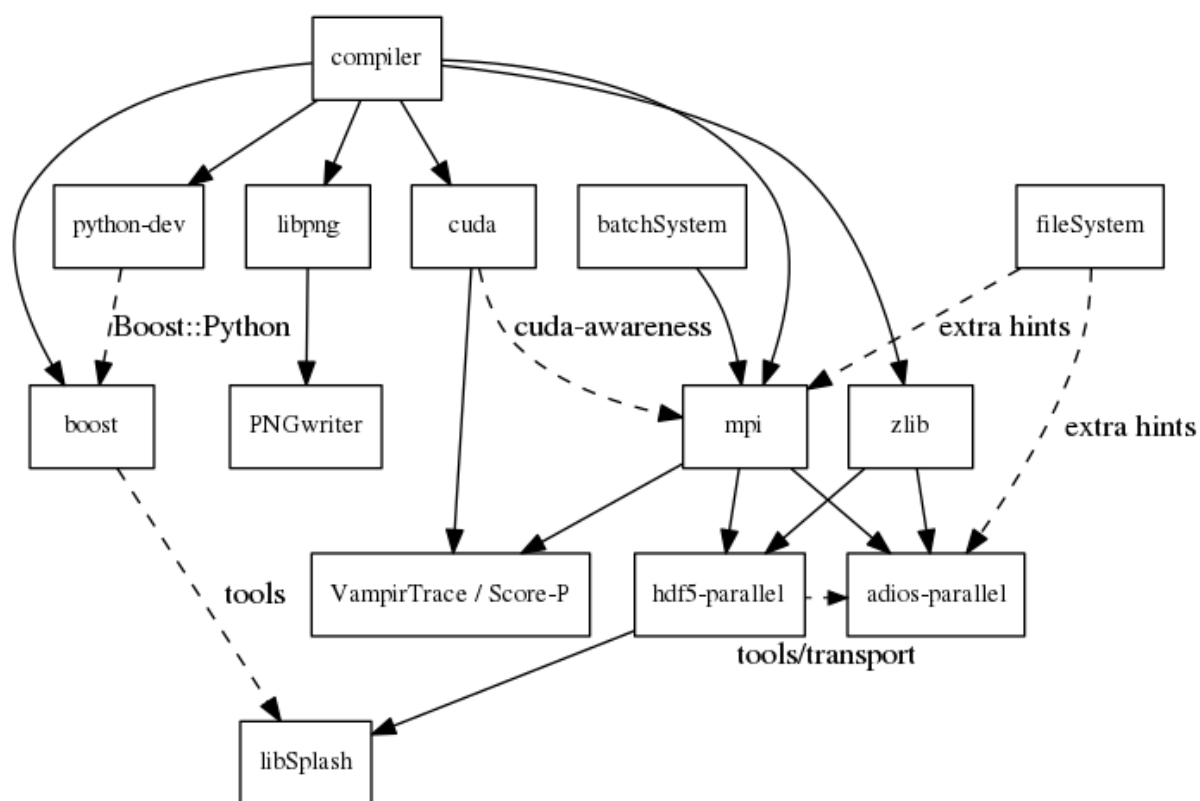 compiler
python-dev
libpng
cuda
batchSystem
fileSystem
Boost::Python
cuda-awareness
extra hints
boost
PNGwriter
mpi
zlib
extra hints
tools
VampirTrace / Score-P
hdf5-parallel
adios-parallel
tools/transport
libSplash